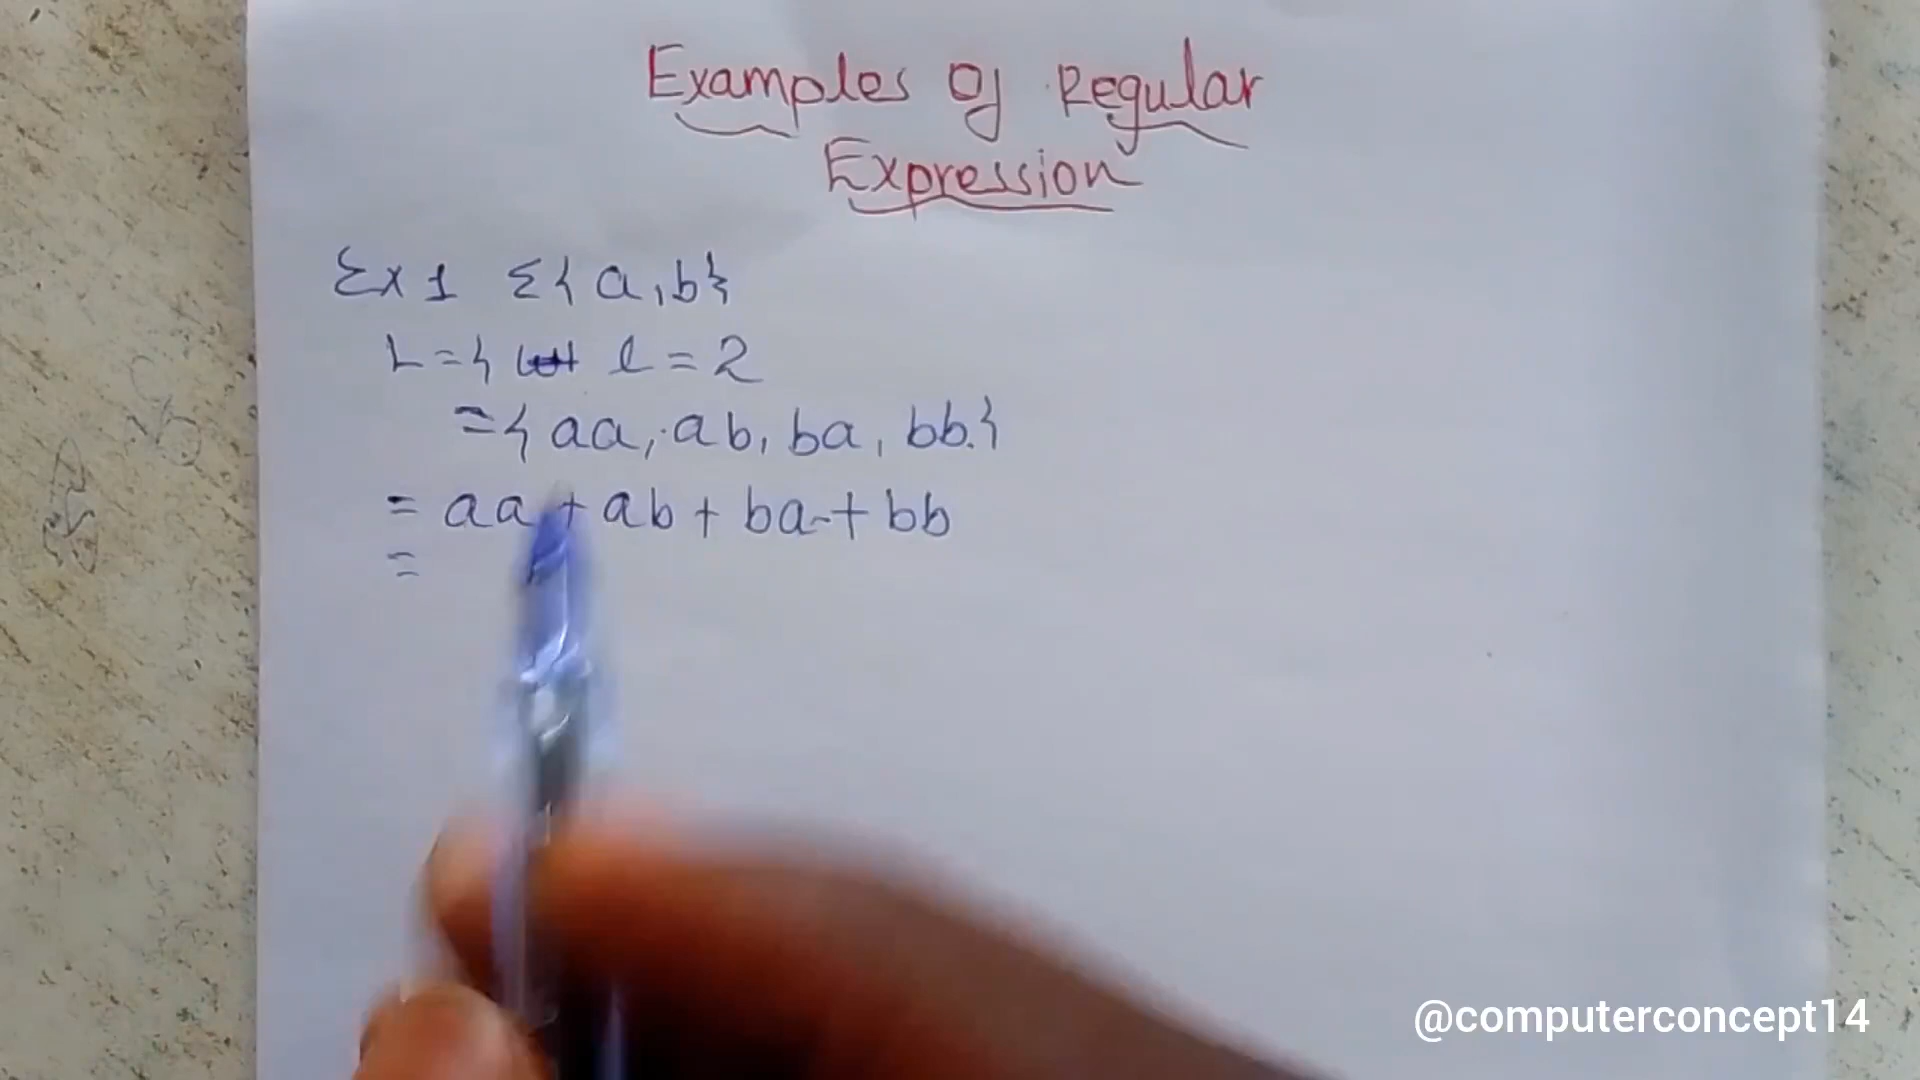 Examples Of Regular
Expression
Ex 1 Σ{ a, b}
L={ l = 2
={ aa, ab, ba, bb.}
= aa + ab + ba + bb
=
@computerconcept14